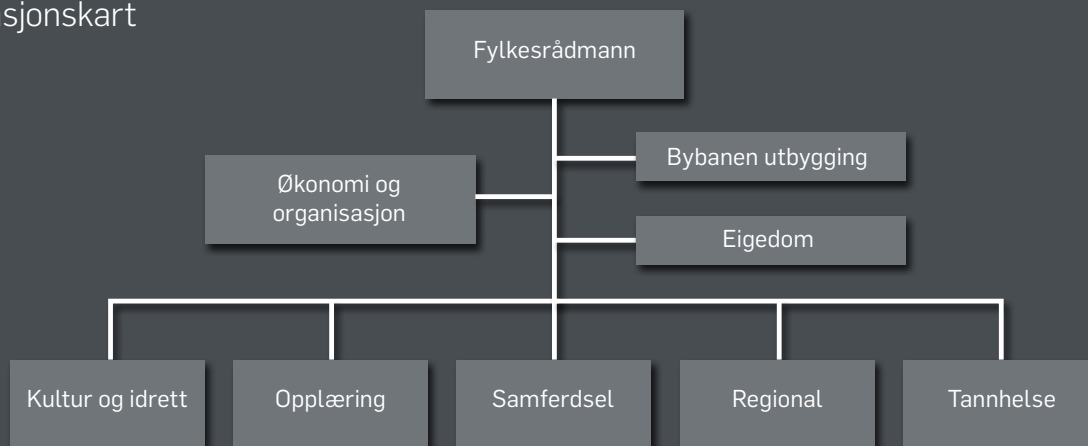 sjonskart
Fylkesrådmann
Bybanen utbygging
Økonomi og
organisasjon
Eigedom
Kultur og idrett
Opplæring
Samferdsel
Regional
Tannhelse